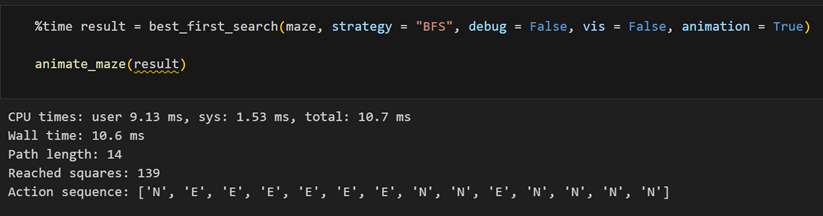 %time result = best_first_search(maze, strategy = "BFS", debug = False, vis = False, animation = True)
animate_maze(result)
CPU times: user 9.13 ms, sys: 1.53 ms, total: 10.7 ms
Wall time: 10.6 ms
Path length: 14
Reached squares: 139
Action sequence: ['N', 'E', 'E', 'E', 'E', 'E', 'E', 'N', 'N', 'E', 'N', 'N', 'N', 'N']